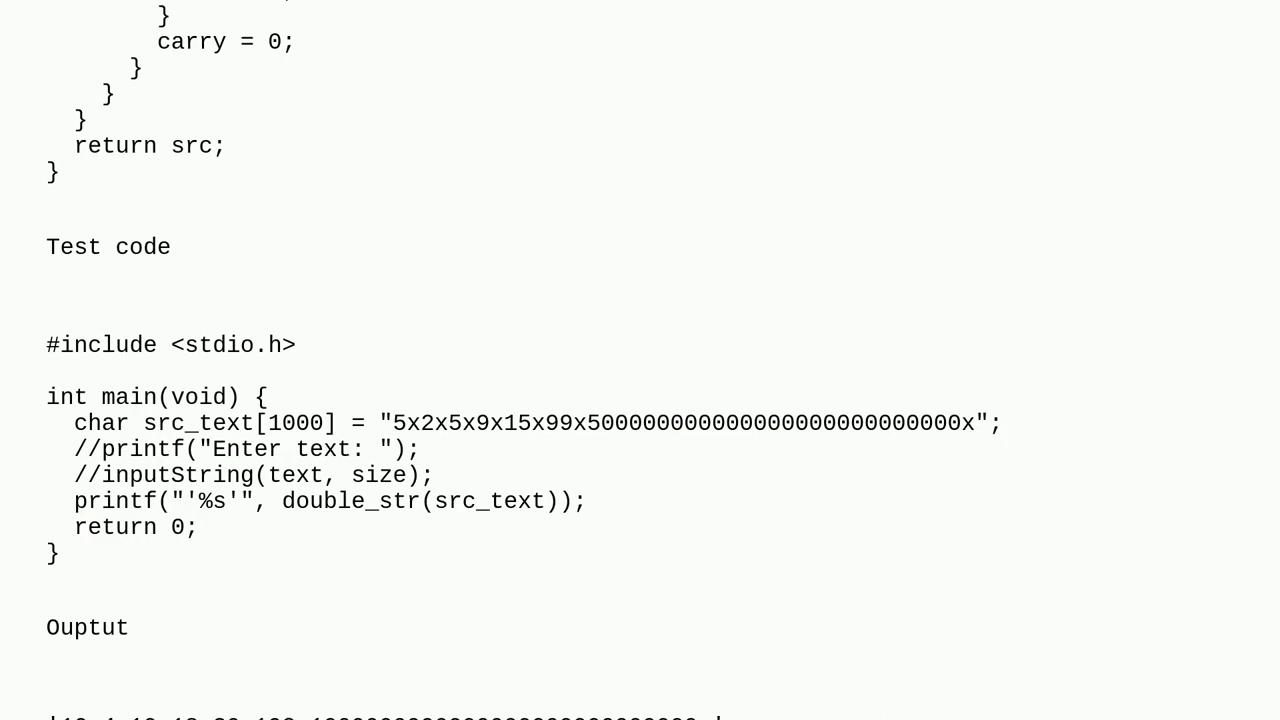 }
carry = 0;
}
}
}
return src;
}
Test code
#include <stdio.h>
int main(void) {
char src_text[1000] = "5x2x5x9x15x99x500000000000000000000000000x";
//printf("Enter text: ");
//inputString(text, size);
printf("'%s'", double_str(src_text));
return 0;
}
Ouptut